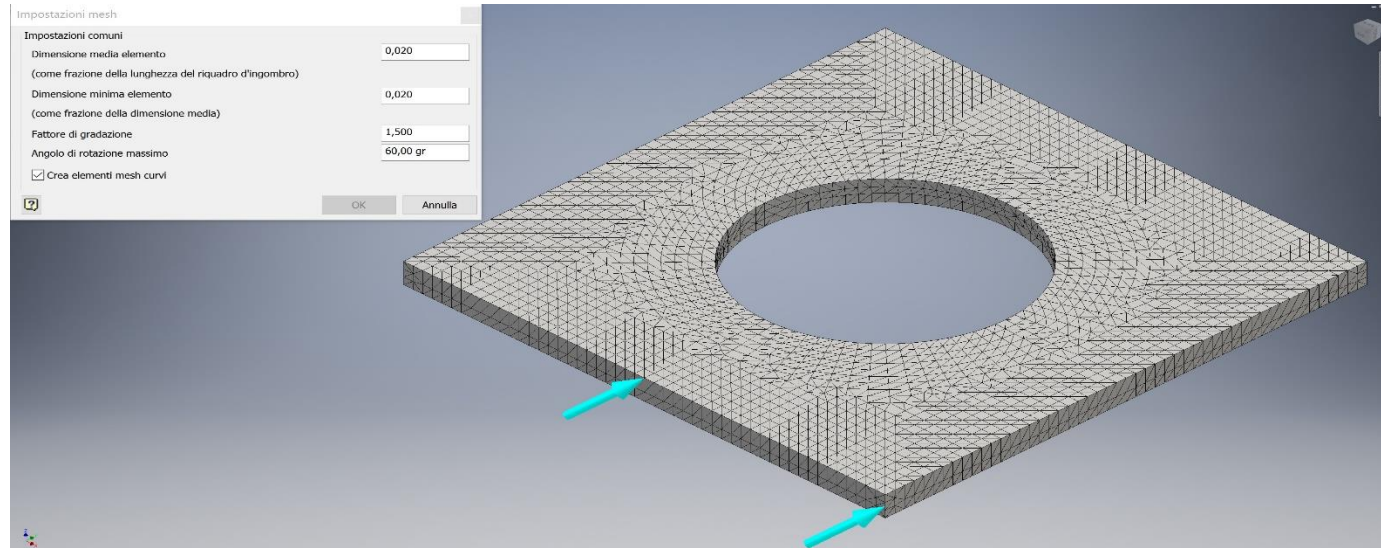 Impostazioni mesh
Impostazioni comuni
Dimensione media elemento 0,020
(come frazione della lunghezza del riquadro d'ingombro)
Dimensione minima elemento 0,020
(come frazione della dimensione media)
Fattore di gradazione 1,500
Angolo di rotazione massimo 60,00 gr
Crea elementi mesh curvi
? OK Annulla